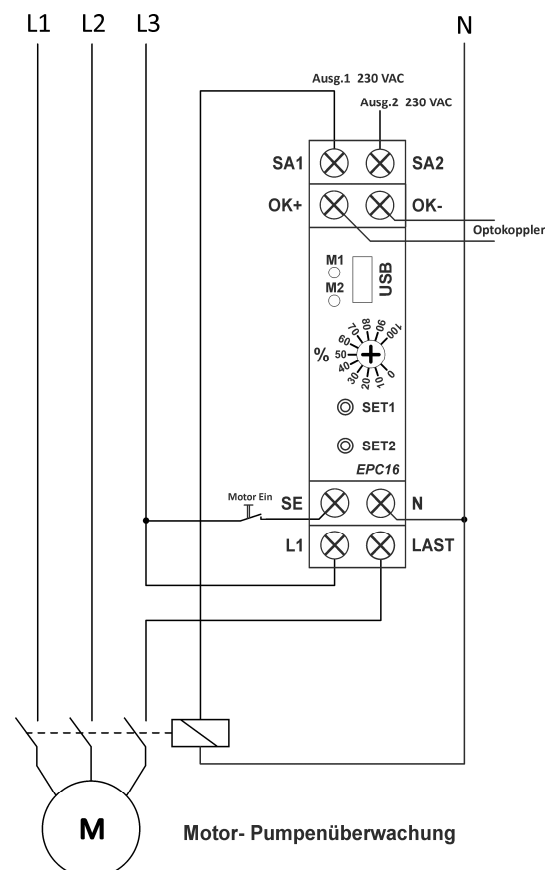 L1 L2 L3 N
Ausg.1 230 VAC
Ausg.2 230 VAC
SA1 SA2
OK+ OK-
Optokoppler
M1
M2
USB
% 0 10 20 30 40 50 60 70 80 90 100
SET1
SET2
EPC16
Motor Ein
SE N
L1 LAST
M
Motor- Pumpenüberwachung